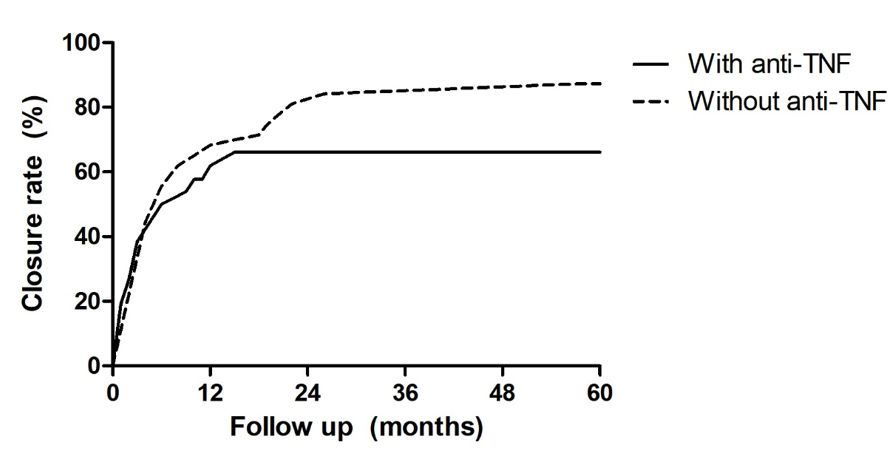 100
80
60
40
20
0
Closure rate (%)
0 12 24 36 48 60
Follow up (months)
With anti-TNF
Without anti-TNF